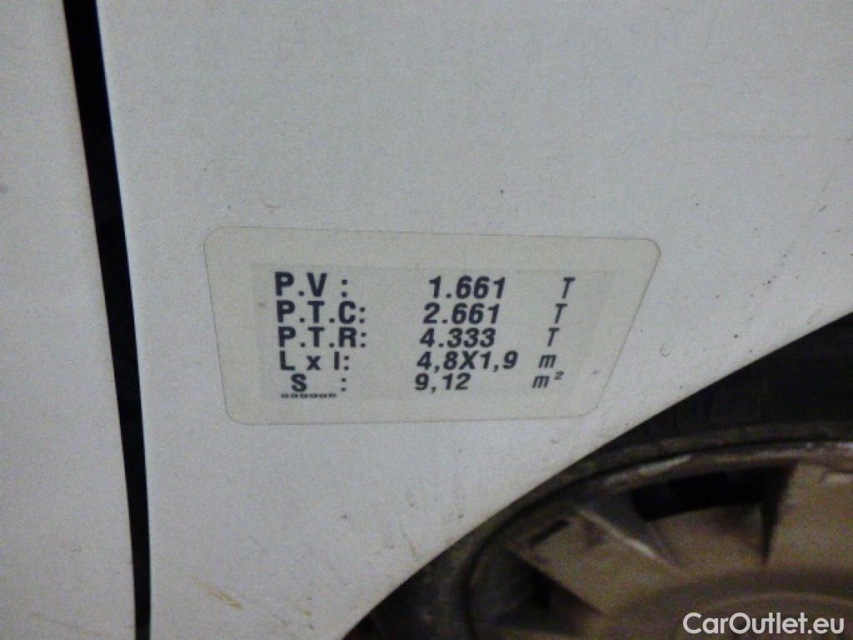 P.V : 1.661 T
P.T.C: 2.661 T
P.T.R: 4.333 T
L x l: 4,8X1,9 m
S : 9,12 m²
CarOutlet.eu